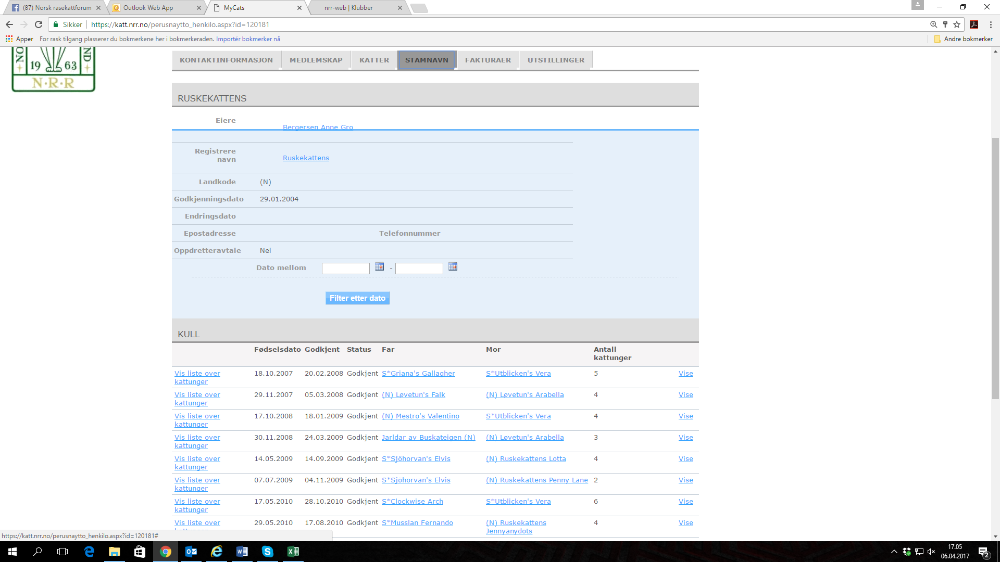 (87) Norsk rasekattforum
Outlook Web App
MyCats
nrr-web | Klubber
Sikker
https://katt.nrr.no/perusnaytto_henkilo.aspx?id=120181
Apper
For rask tilgang plasserer du bokmerkene her i bokmerkeraden. Importér bokmerker nå
Andre bokmerker
NO
ND
19 63
N·R·R
KONTAKTINFORMASJON
MEDLEMSKAP
KATTER
STAMNAVN
FAKTURAER
UTSTILLINGER
RUSKEKATTENS
Eiere
Bergersen Anne Gro
Registrere
navn
Ruskekattens
Landkode (N)
Godkjenningsdato 29.01.2004
Endringsdato
Epostadresse Telefonnummer
Oppdretteravtale Nei
Dato mellom -
Filter etter dato
KULL
Fødselsdato Godkjent Status Far Mor Antall
kattunger
Vis liste over 18.10.2007 20.02.2008 Godkjent S*Griana's Gallagher S*Utblicken's Vera 5 Vise
kattunger
Vis liste over 29.11.2007 05.03.2008 Godkjent (N) Løvetun's Falk (N) Løvetun's Arabella 4 Vise
kattunger
Vis liste over 17.10.2008 18.01.2009 Godkjent (N) Mestro's Valentino S*Utblicken's Vera 4 Vise
kattunger
Vis liste over 30.11.2008 24.03.2009 Godkjent Jarldar av Buskateigen (N) (N) Løvetun's Arabella 3 Vise
kattunger
Vis liste over 14.05.2009 14.09.2009 Godkjent S*Sjöhorvan's Elvis (N) Ruskekattens Lotta 4 Vise
kattunger
Vis liste over 07.07.2009 04.11.2009 Godkjent S*Sjöhorvan's Elvis (N) Ruskekattens Penny Lane 2 Vise
kattunger
Vis liste over 17.05.2010 28.10.2010 Godkjent S*Clockwise Arch S*Utblicken's Vera 6 Vise
kattunger
Vis liste over 29.05.2010 17.08.2010 Godkjent S*Musslan Fernando (N) Ruskekattens 4 Vise
Jennyanydots
https://katt.nrr.no/perusnaytto_henkilo.aspx?id=120181#
17.05
06.04.2017
2